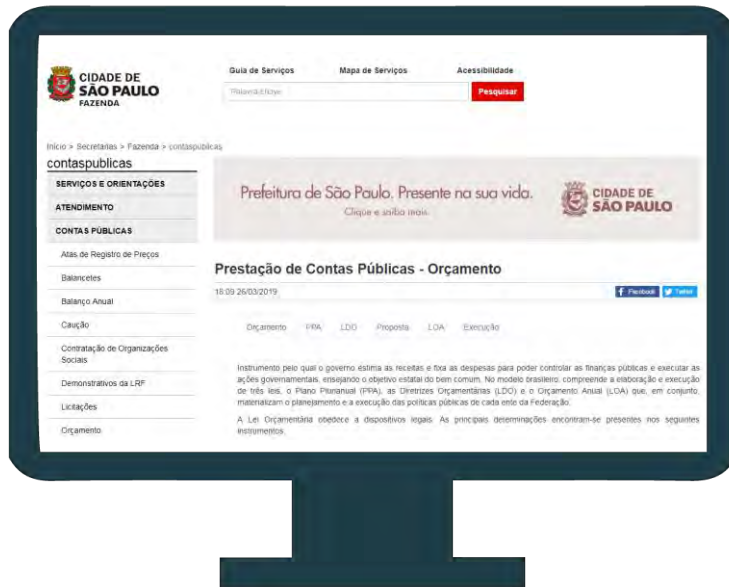 CIDADE DE
SÃO PAULO
FAZENDA
Guia de Serviços
Mapa de Serviços
Acessibilidade
Pesquisar
Início > Secretarias > Fazenda > contaspublicas
contaspublicas
SERVIÇOS E ORIENTAÇÕES
ATENDIMENTO
CONTAS PÚBLICAS
Atas de Registro de Preços
Balancetes
Balanço Anual
Caução
Contratação de Organizações
Sociais
Demonstrativos da LRF
Licitações
Orçamento
Prefeitura de São Paulo. Presente na sua vida.
Clique e saiba mais.
CIDADE DE
SÃO PAULO
Prestação de Contas Públicas - Orçamento
18:09 26/03/2019
Facebook
Twitter
Orçamento PPA LDO Proposta LOA Execução
Instrumento pelo qual o governo estima as receitas e fixa as despesas para poder controlar as finanças públicas e executar as
ações governamentais, ensejando o objetivo estatal do bem comum. No modelo brasileiro, compreende a elaboração e execução
de três leis, o Plano Plurianual (PPA), as Diretrizes Orçamentárias (LDO) e o Orçamento Anual (LOA) que, em conjunto,
materializam o planejamento e a execução das políticas públicas de cada ente da Federação.
A Lei Orçamentária obedece a dispositivos legais. As principais determinações encontram-se presentes nos seguintes
instrumentos.